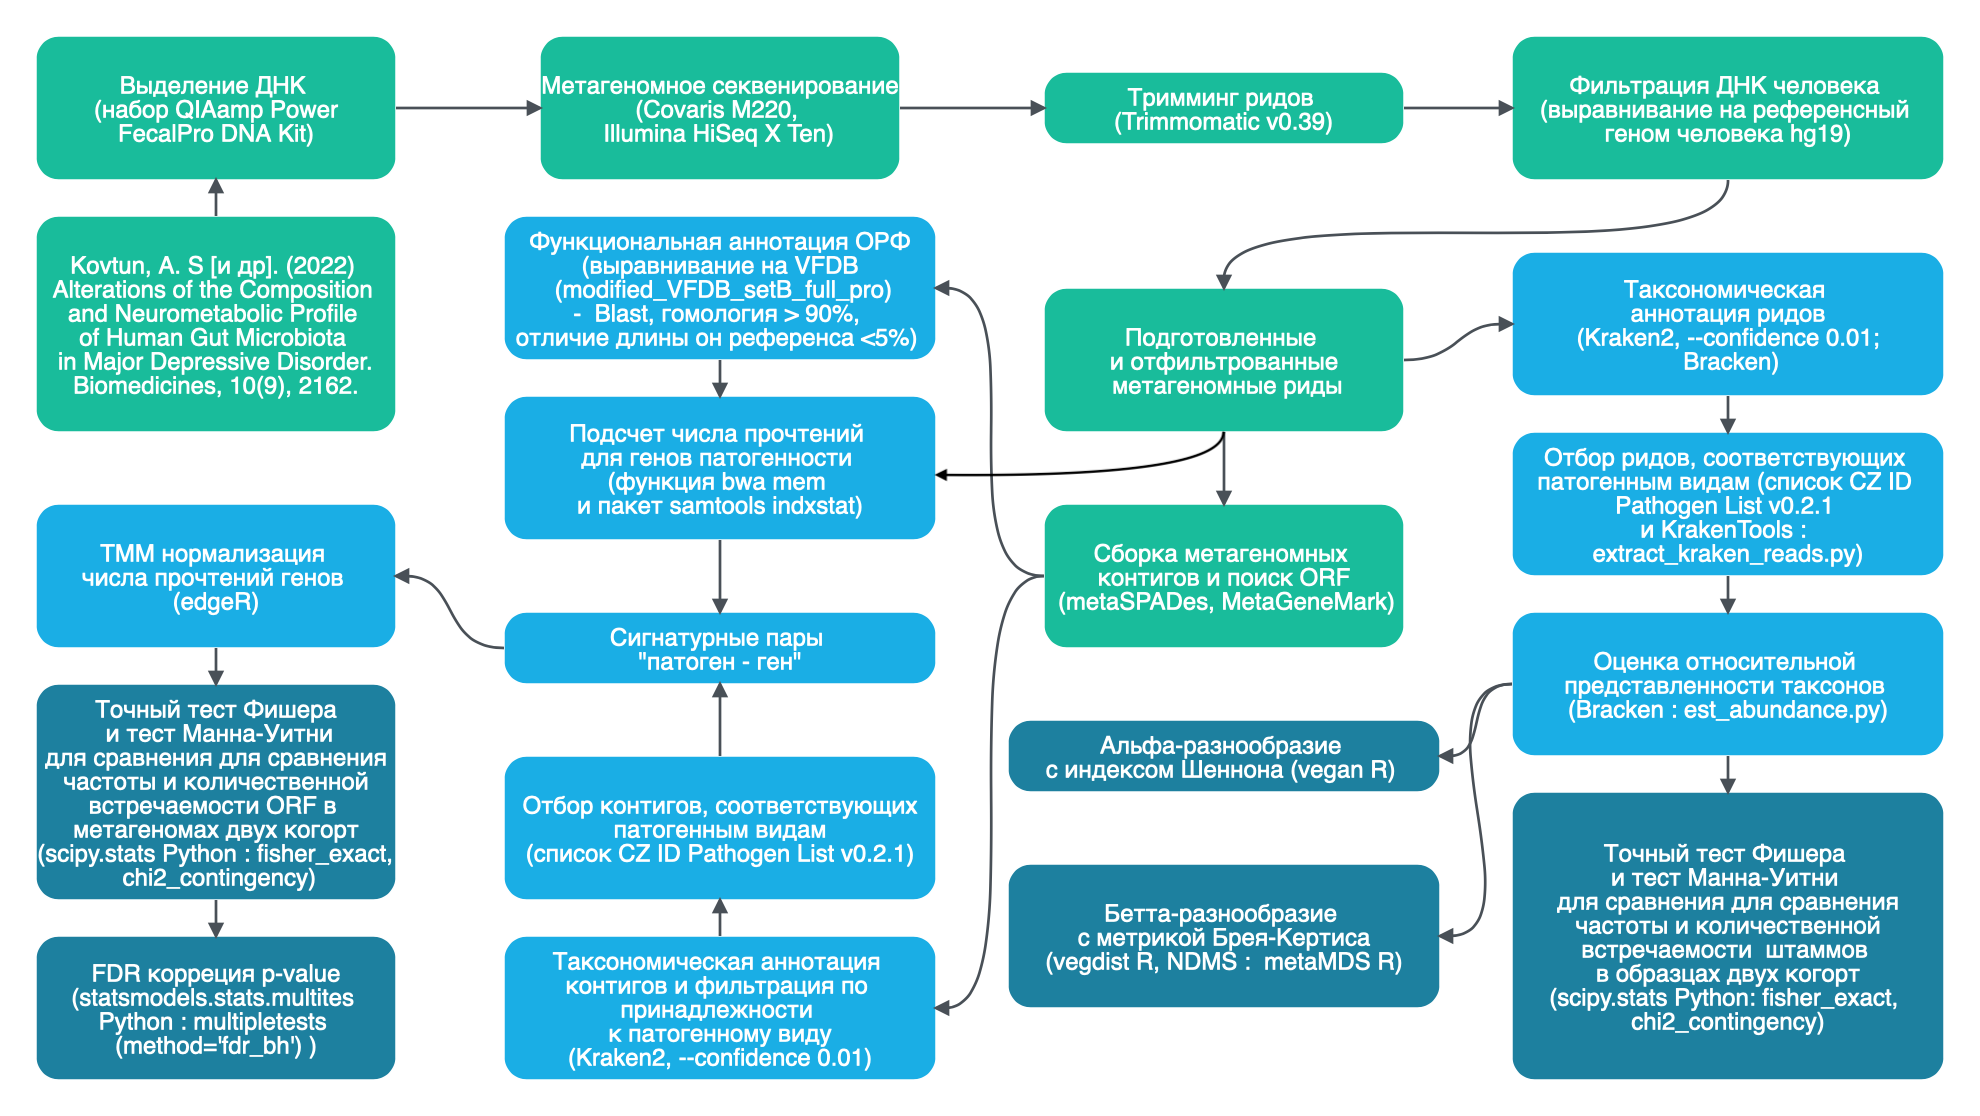 Выделение ДНК
(набор QIAamp Power
FecalPro DNA Kit)
Метагеномное секвенирование
(Covaris M220,
Illumina HiSeq X Ten)
Тримминг ридов
(Trimmomatic v0.39)
Фильтрация ДНК человека
(выравнивание на референсный
геном человека hg19)
Kovtun, A. S [и др]. (2022)
Alterations of the Composition
and Neurometabolic Profile
of Human Gut Microbiota
in Major Depressive Disorder.
Biomedicines, 10(9), 2162.
Функциональная аннотация ОРФ
(выравнивание на VFDB
(modified_VFDB_setB_full_pro)
- Blast, гомология > 90%,
отличие длины он референса <5%)
Подготовленные
и отфильтрованные
метагеномные риды
Таксономическая
аннотация ридов
(Kraken2, --confidence 0.01;
Bracken)
Подсчет числа прочтений
для генов патогенности
(функция bwa mem
и пакет samtools indxstat)
Отбор ридов, соответствующих
патогенным видам (список CZ ID
Pathogen List v0.2.1
и KrakenTools :
extract_kraken_reads.py)
ТММ нормализация
числа прочтений генов
(edgeR)
Сборка метагеномных
контигов и поиск ORF
(metaSPADes, MetaGeneMark)
Сигнатурные пары
"патоген - ген"
Оценка относительной
представленности таксонов
(Bracken : est_abundance.py)
Точный тест Фишера
и тест Манна-Уитни
для сравнения для сравнения
частоты и количественной
встречаемости ORF в
метагеномах двух когорт
(scipy.stats Python : fisher_exact,
chi2_contingency)
Альфа-разнообразие
с индексом Шеннона (vegan R)
Отбор контигов, соответствующих
патогенным видам
(список CZ ID Pathogen List v0.2.1)
Бетта-разнообразие
с метрикой Брея-Кертиса
(vegdist R, NDMS : metaMDS R)
Точный тест Фишера
и тест Манна-Уитни
для сравнения для сравнения
частоты и количественной
встречаемости штаммов
в образцах двух когорт
(scipy.stats Python: fisher_exact,
chi2_contingency)
FDR корреция p-value
(statsmodels.stats.multites
Python : multipletests
(method='fdr_bh') )
Таксономическая аннотация
контигов и фильтрация по
принадлежности
к патогенному виду
(Kraken2, --confidence 0.01)